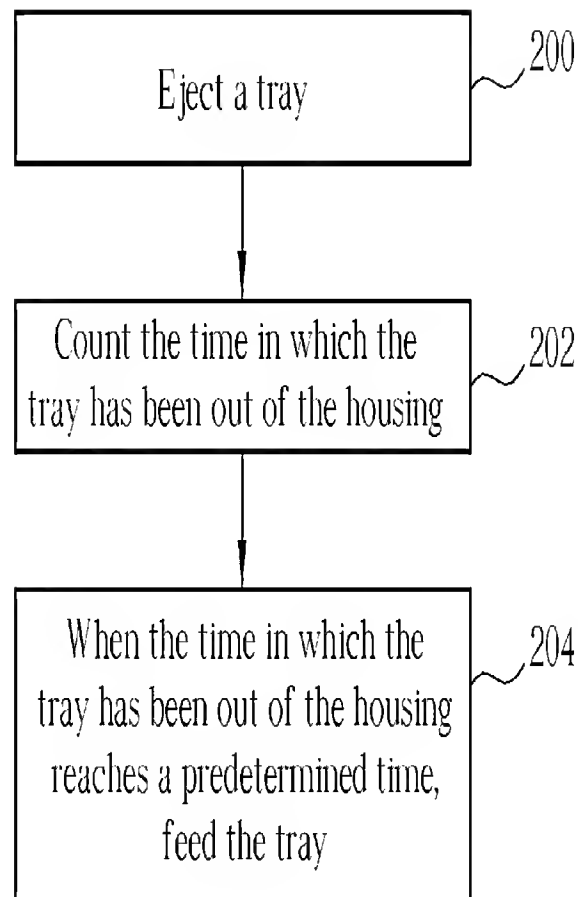 Eject a tray
200
Count the time in which the
tray has been out of the housing
202
When the time in which the
tray has been out of the housing
reaches a predetermined time,
feed the tray
204